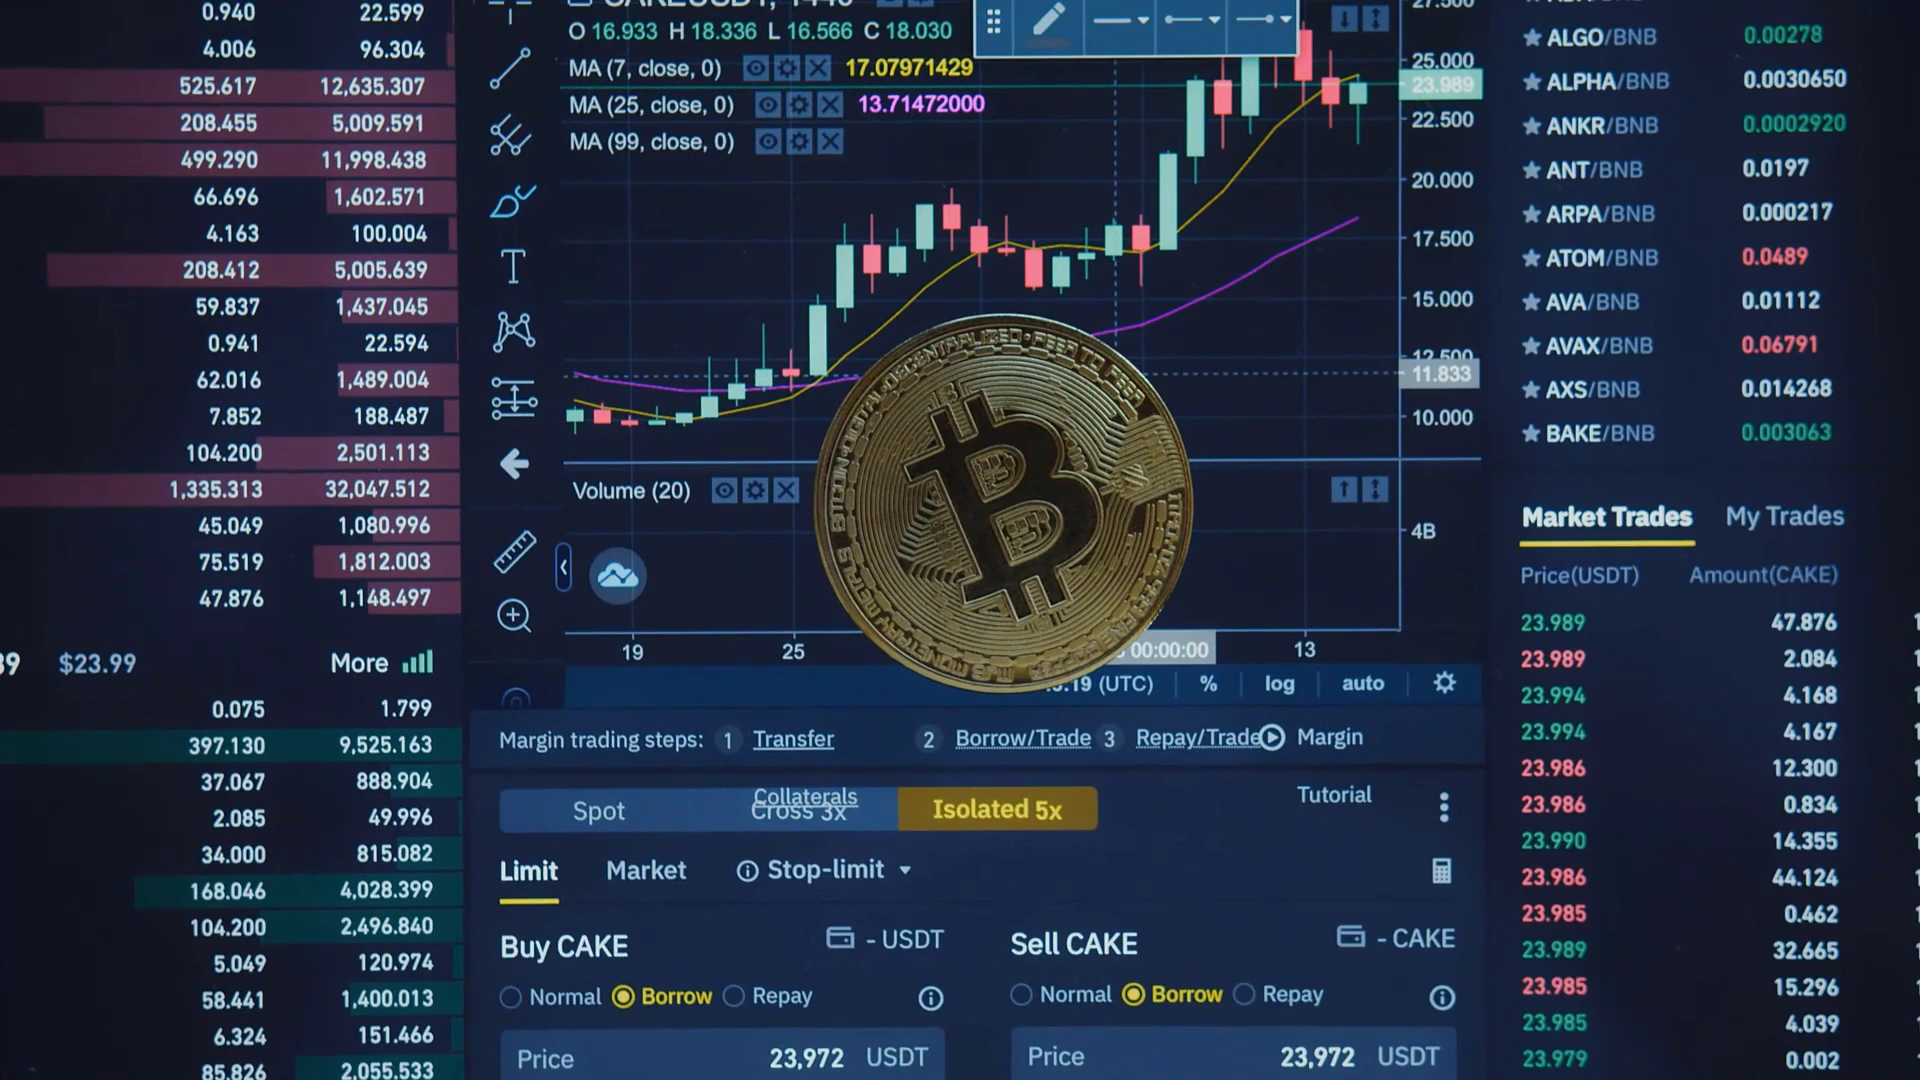 0.940 22.599
4.006 96.304
525.617 12,635.307
208.455 5,009.591
499.290 11,998.438
66.696 1,602.571
4.163 100.004
208.412 5,005.639
59.837 1,437.045
0.941 22.594
62.016 1,489.004
7.852 188.487
104.200 2,501.113
1,335.313 32,047.512
45.049 1,080.996
75.519 1,812.003
47.876 1,148.497
$23.99 More
0.075 1.799
397.130 9,525.163
37.067 888.904
2.085 49.996
34.000 815.082
168.046 4,028.399
104.200 2,496.840
5.049 120.974
58.441 1,400.013
6.324 151.466
85.826 2,055.533
O 16.933 H 18.336 L 16.566 C 18.030
MA (7, close, 0) 17.07971429
MA (25, close, 0) 13.71472000
MA (99, close, 0)
27.500
25.000
23.989
22.500
20.000
17.500
15.000
12.500
11.833
10.000
Volume (20)
4B
19 25 00:00:00 13
(UTC) % log auto
BITCOIN • DIGITAL • DECENTRALIZED • PEER TO PEER
Margin trading steps: 1 Transfer 2 Borrow/Trade 3 Repay/Trade Margin
Collaterals Tutorial
Spot Cross 3x Isolated 5x
Limit Market Stop-limit
Buy CAKE - USDT
Normal Borrow Repay
Price 23,972 USDT
Sell CAKE - CAKE
Normal Borrow Repay
Price 23,972 USDT
ALGO/BNB 0.00278
ALPHA/BNB 0.0030650
ANKR/BNB 0.0002920
ANT/BNB 0.0197
ARPA/BNB 0.000217
ATOM/BNB 0.0489
AVA/BNB 0.01112
AVAX/BNB 0.06791
AXS/BNB 0.014268
BAKE/BNB 0.003063
Market Trades My Trades
Price(USDT) Amount(CAKE)
23.989 47.876
23.989 2.084
23.994 4.168
23.994 4.167
23.986 12.300
23.986 0.834
23.990 14.355
23.986 44.124
23.985 0.462
23.989 32.665
23.985 15.296
23.985 4.039
23.979 0.002